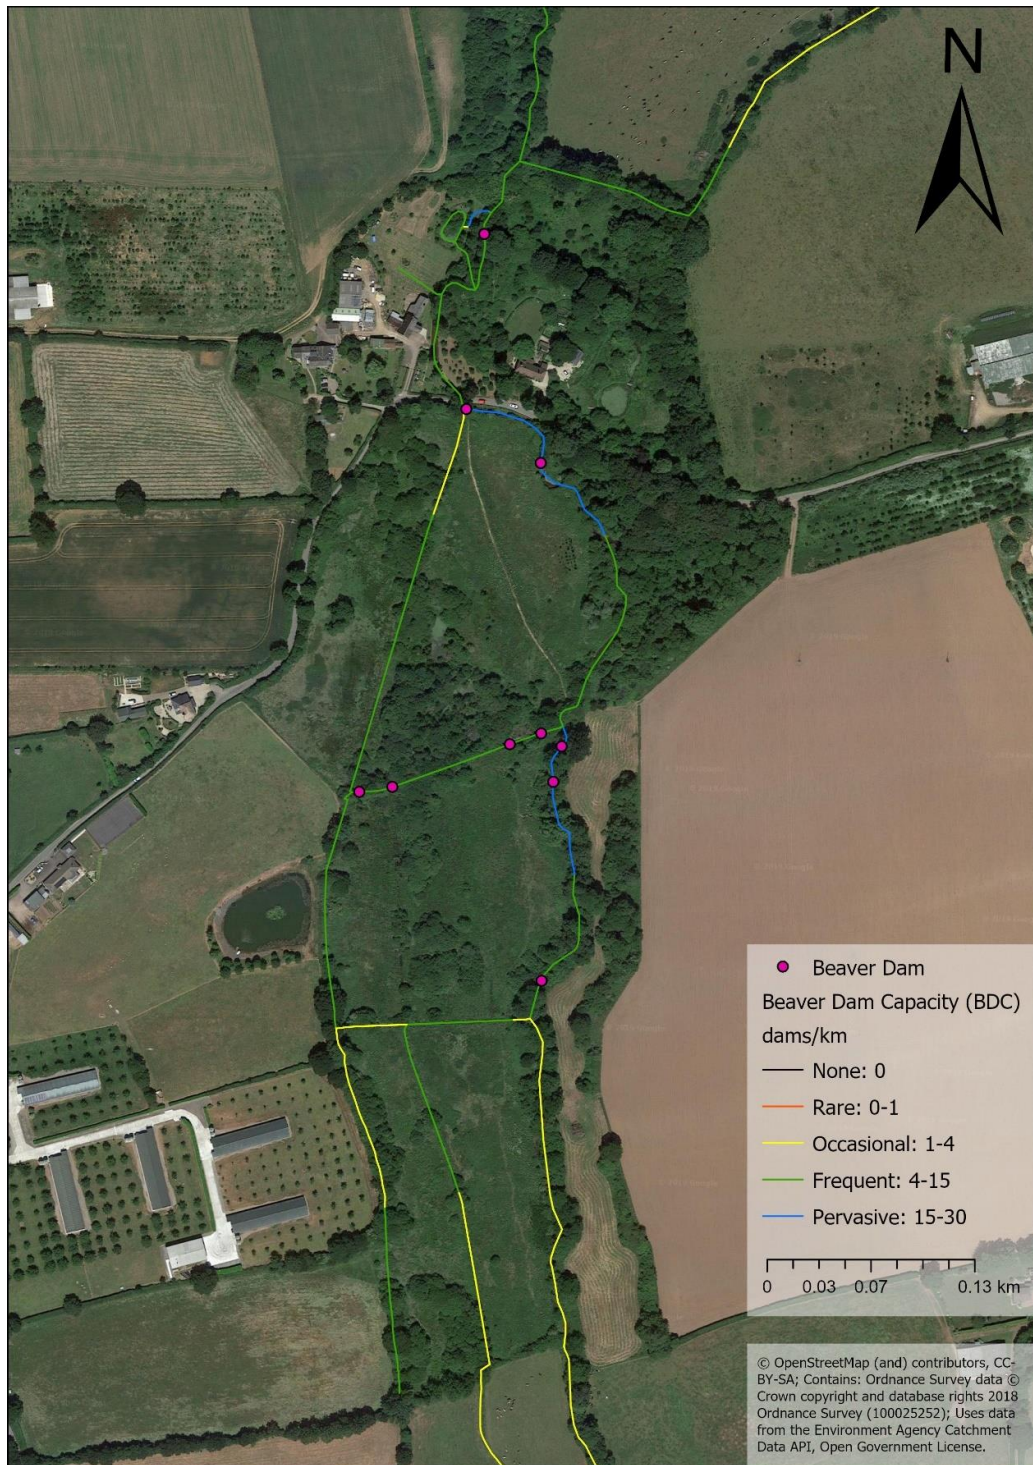 N
Beaver Dam
Beaver Dam Capacity (BDC)
dams/km
None: 0
Rare: 0-1
Occasional: 1-4
Frequent: 4-15
Pervasive: 15-30
0 0.03 0.07 0.13 km
© OpenStreetMap (and) contributors, CC-
BY-SA; Contains: Ordnance Survey data ©
Crown copyright and database rights 2018
Ordnance Survey (100025252); Uses data
from the Environment Agency Catchment
Data API, Open Government License.